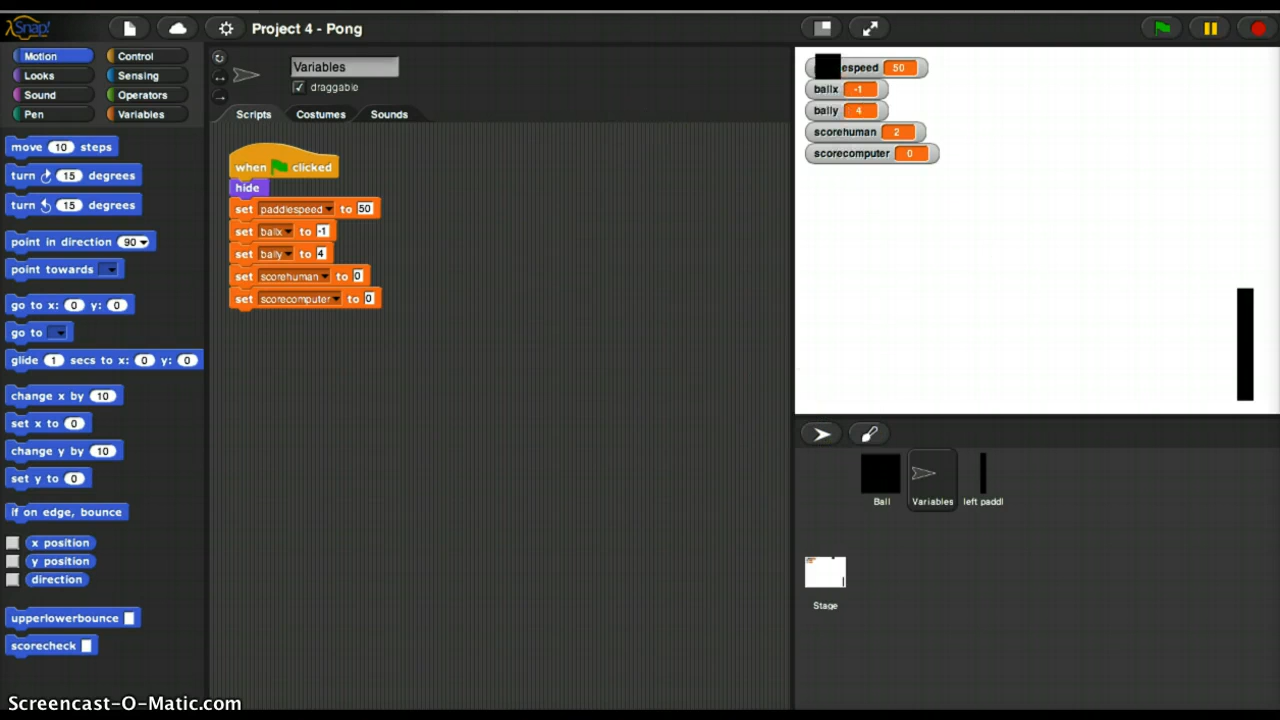 Snap! Project 4 - Pong
Motion Control
Looks Sensing
Sound Operators
Pen Variables
move 10 steps
turn 15 degrees
turn 15 degrees
point in direction 90
point towards
go to x: 0 y: 0
go to
glide 1 secs to x: 0 y: 0
change x by 10
set x to 0
change y by 10
set y to 0
if on edge, bounce
x position
y position
direction
upperlowerbounce
scorecheck
Variables
draggable
Scripts Costumes Sounds
when clicked
hide
set paddlespeed to 50
set ballx to -1
set bally to 4
set scorehuman to 0
set scorecomputer to 0
espeed 50
ballx -1
bally 4
scorehuman 2
scorecomputer 0
Ball Variables left paddl
Stage
Screencast-O-Matic.com